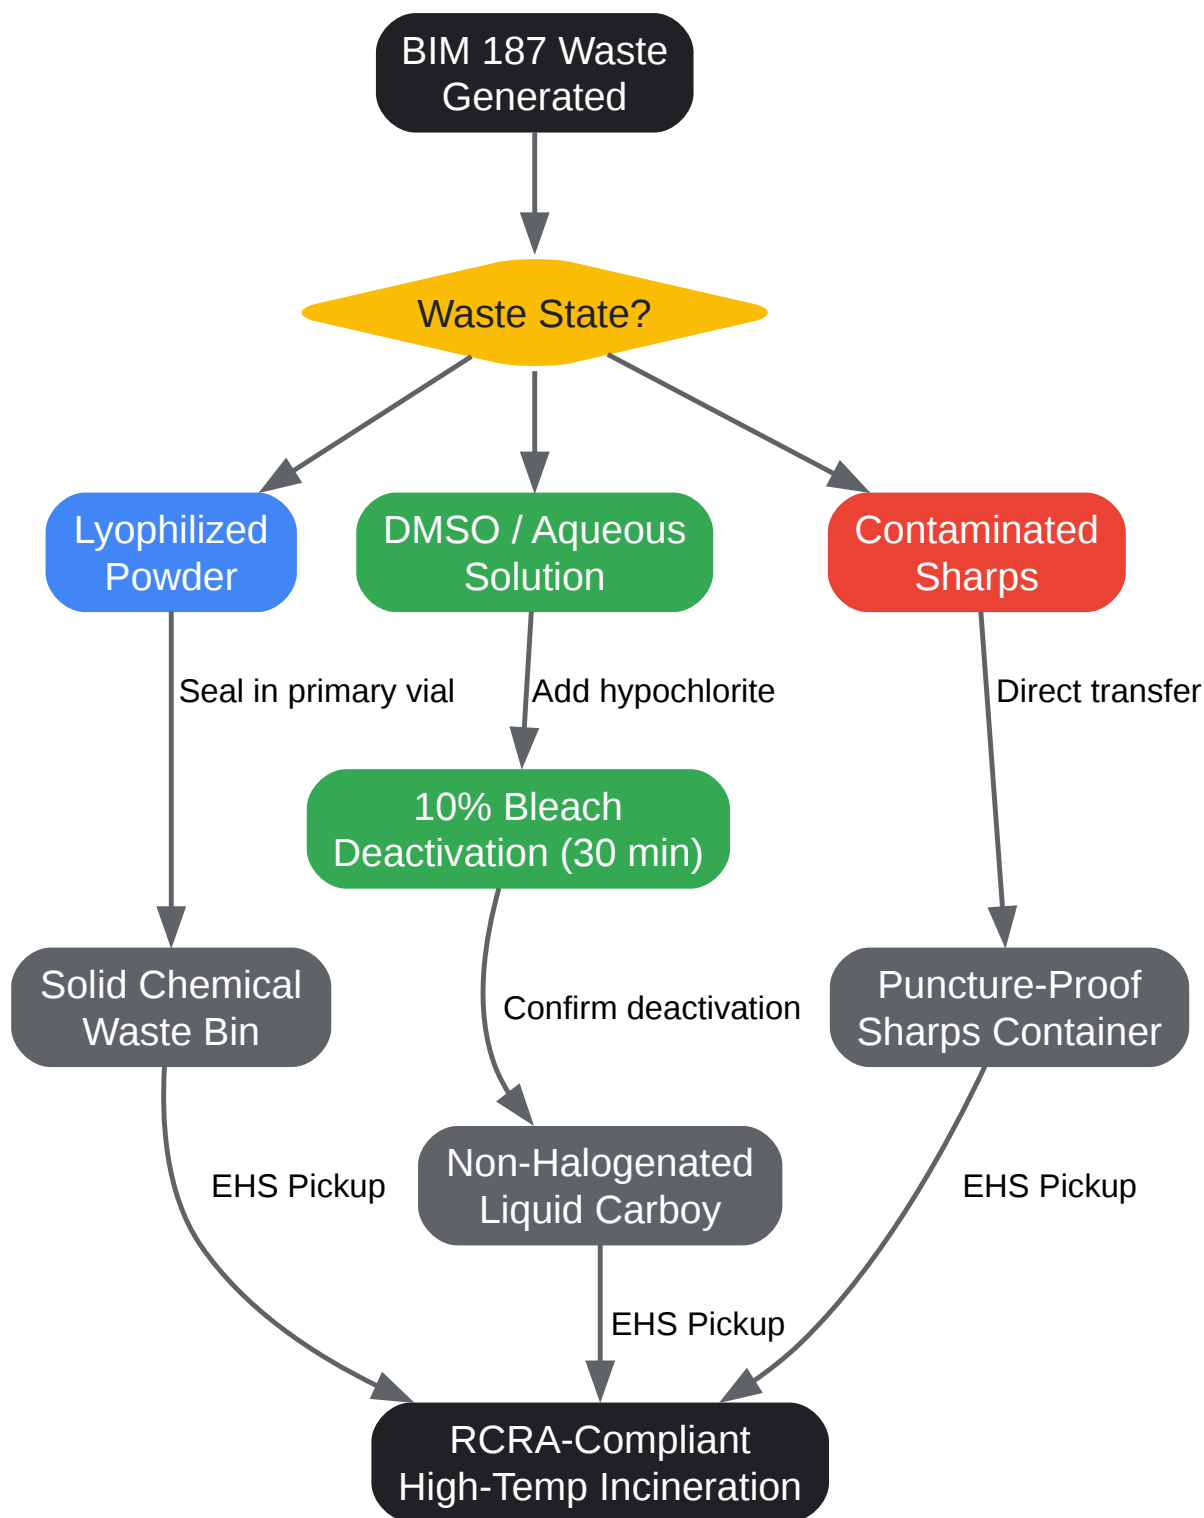 BIM 187 Waste
Generated
Waste State?
Lyophilized
Powder
DMSO / Aqueous
Solution
Contaminated
Sharps
Seal in primary vial
Add hypochlorite
Direct transfer
10% Bleach
Deactivation (30 min)
Solid Chemical
Waste Bin
Confirm deactivation
Puncture-Proof
Sharps Container
EHS Pickup
Non-Halogenated
Liquid Carboy
EHS Pickup
EHS Pickup
RCRA-Compliant
High-Temp Incineration